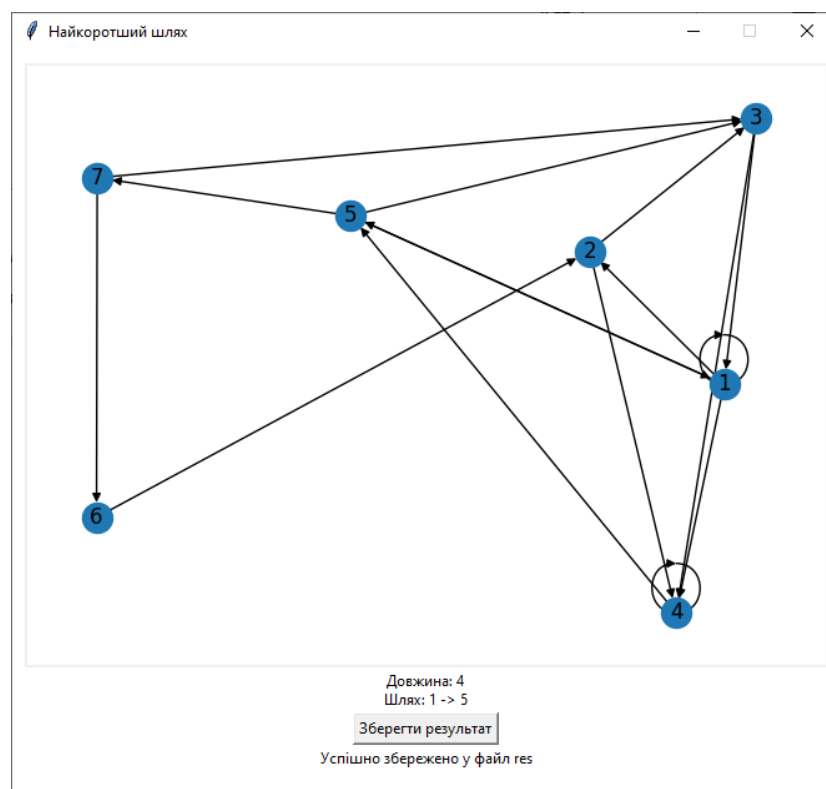 Найкоротший шлях
3
7
5
2
1
6
4
Довжина: 4
Шлях: 1 -> 5
Зберегти результат
Успішно збережено у файл res